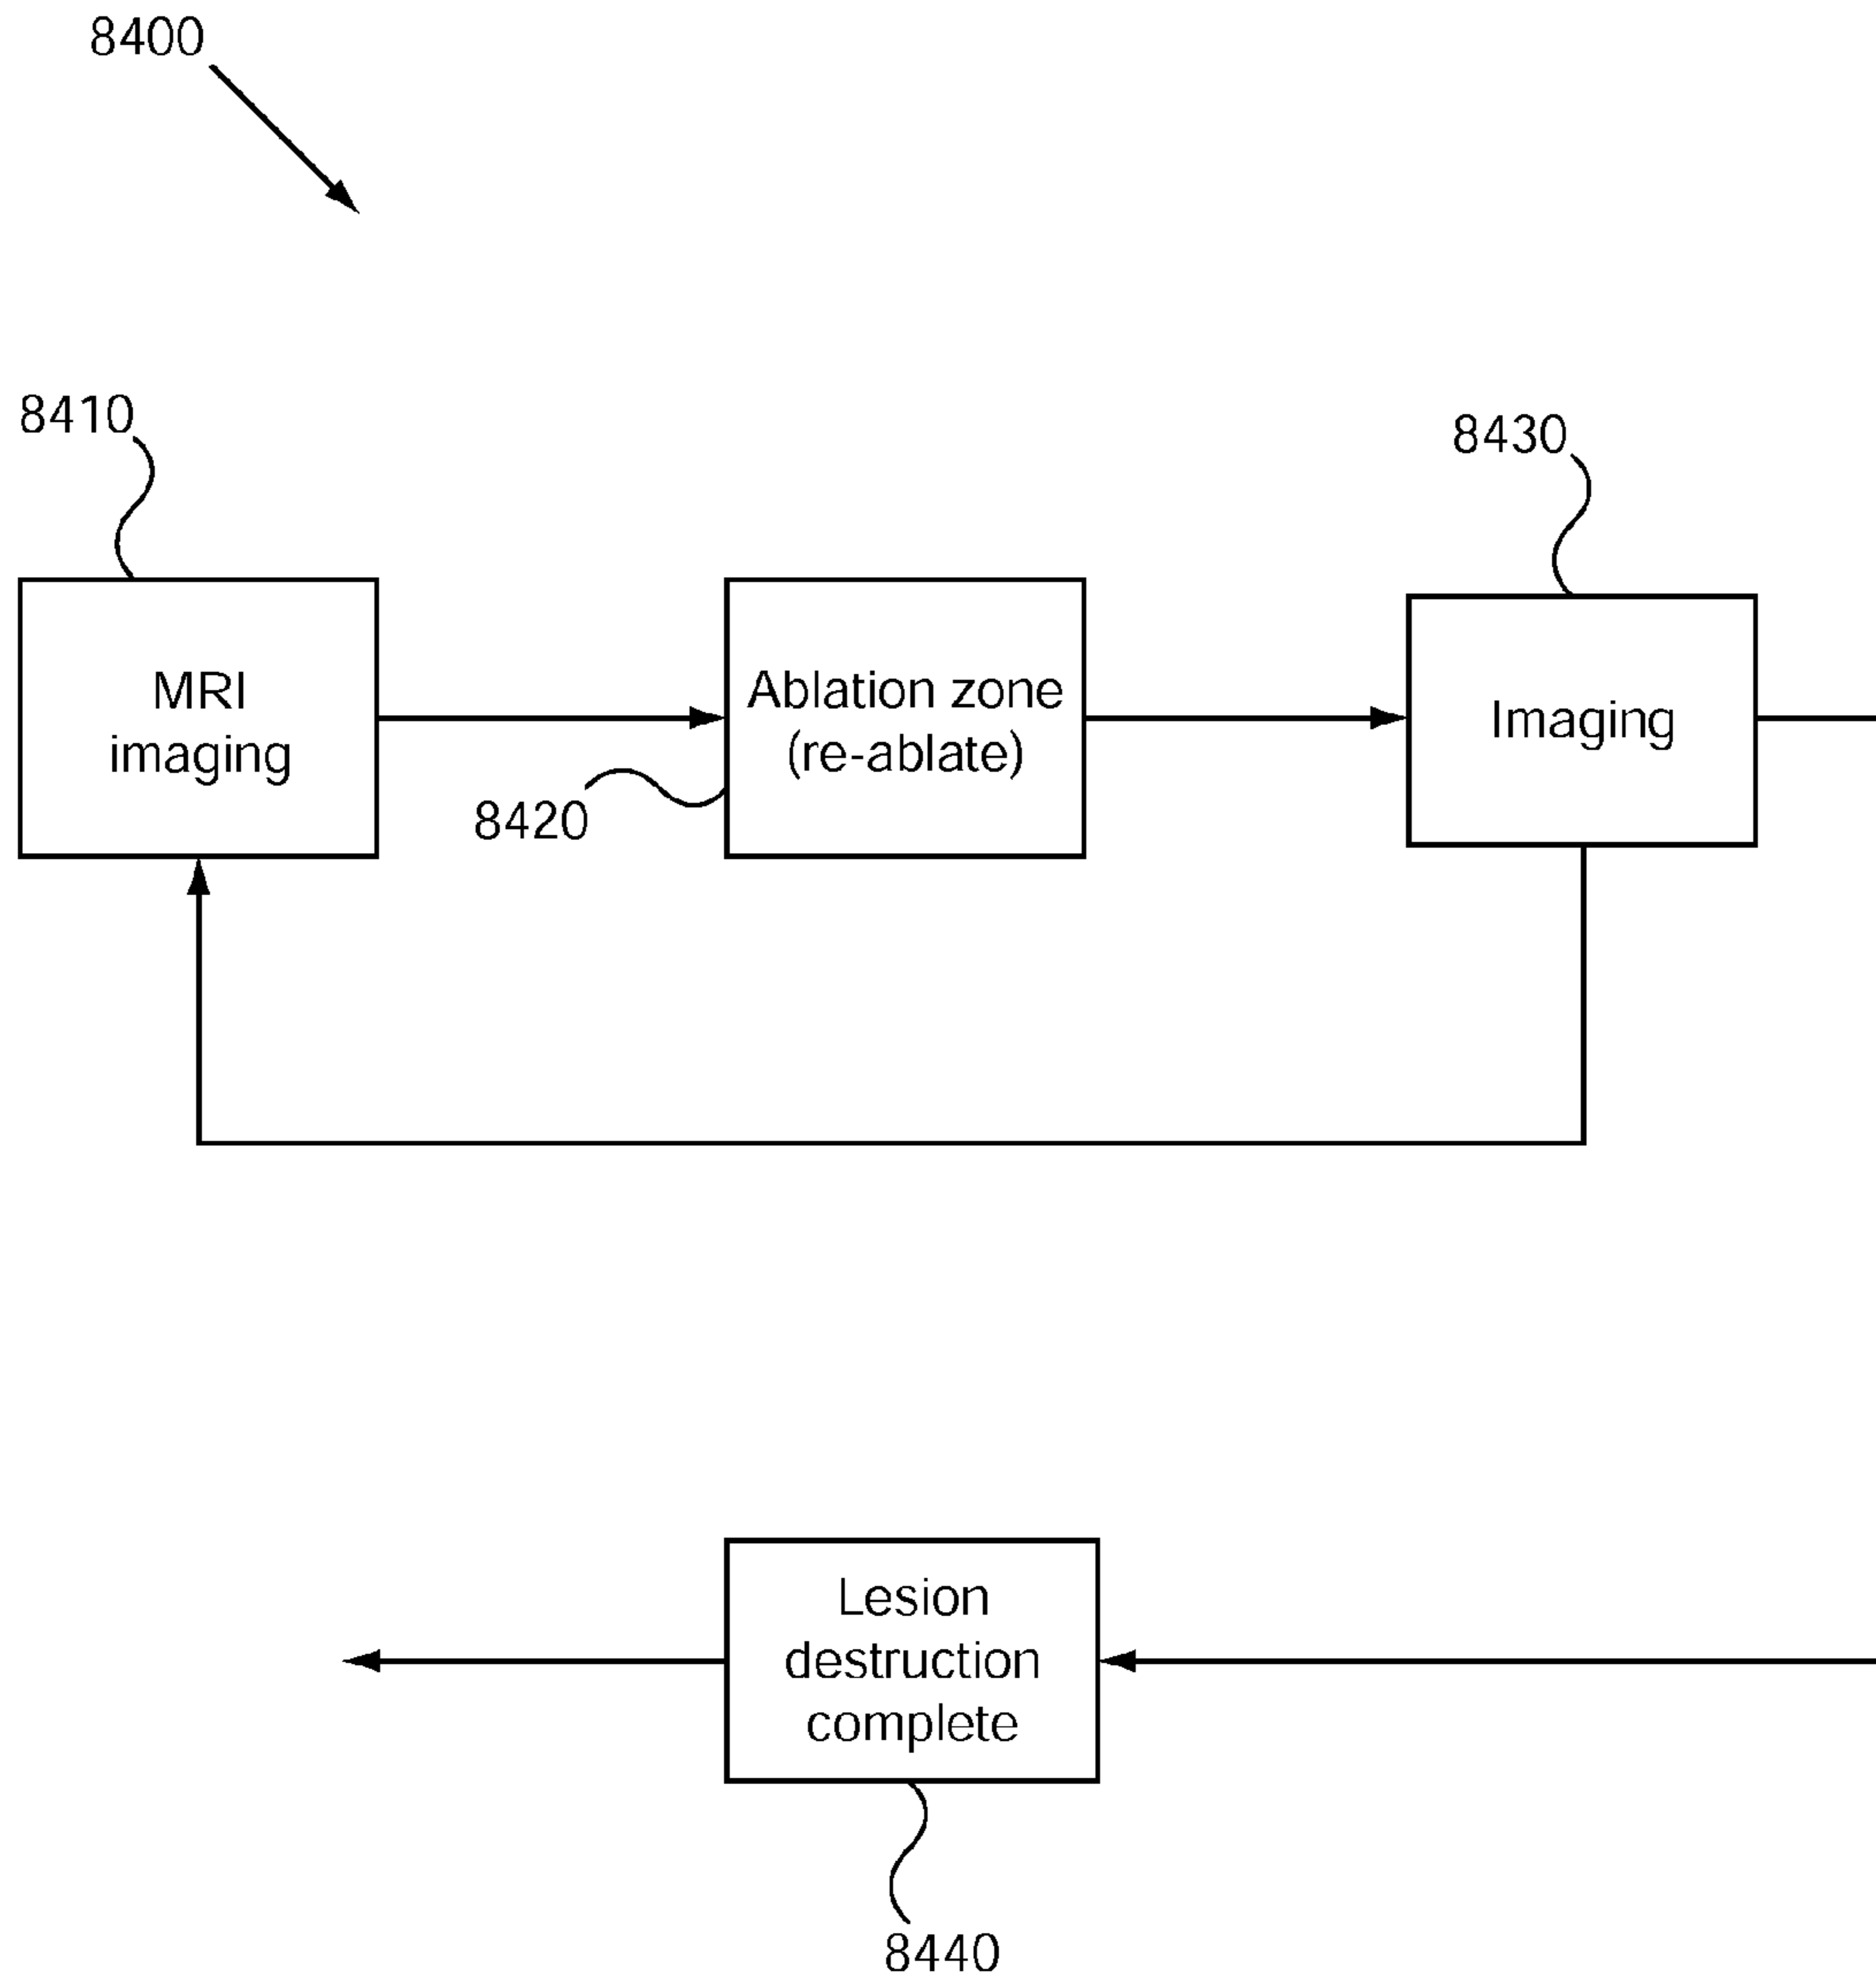 8400
8410
8430
MRI
imaging
Ablation zone
(re-ablate)
Imaging
8420
Lesion
destruction
complete
8440